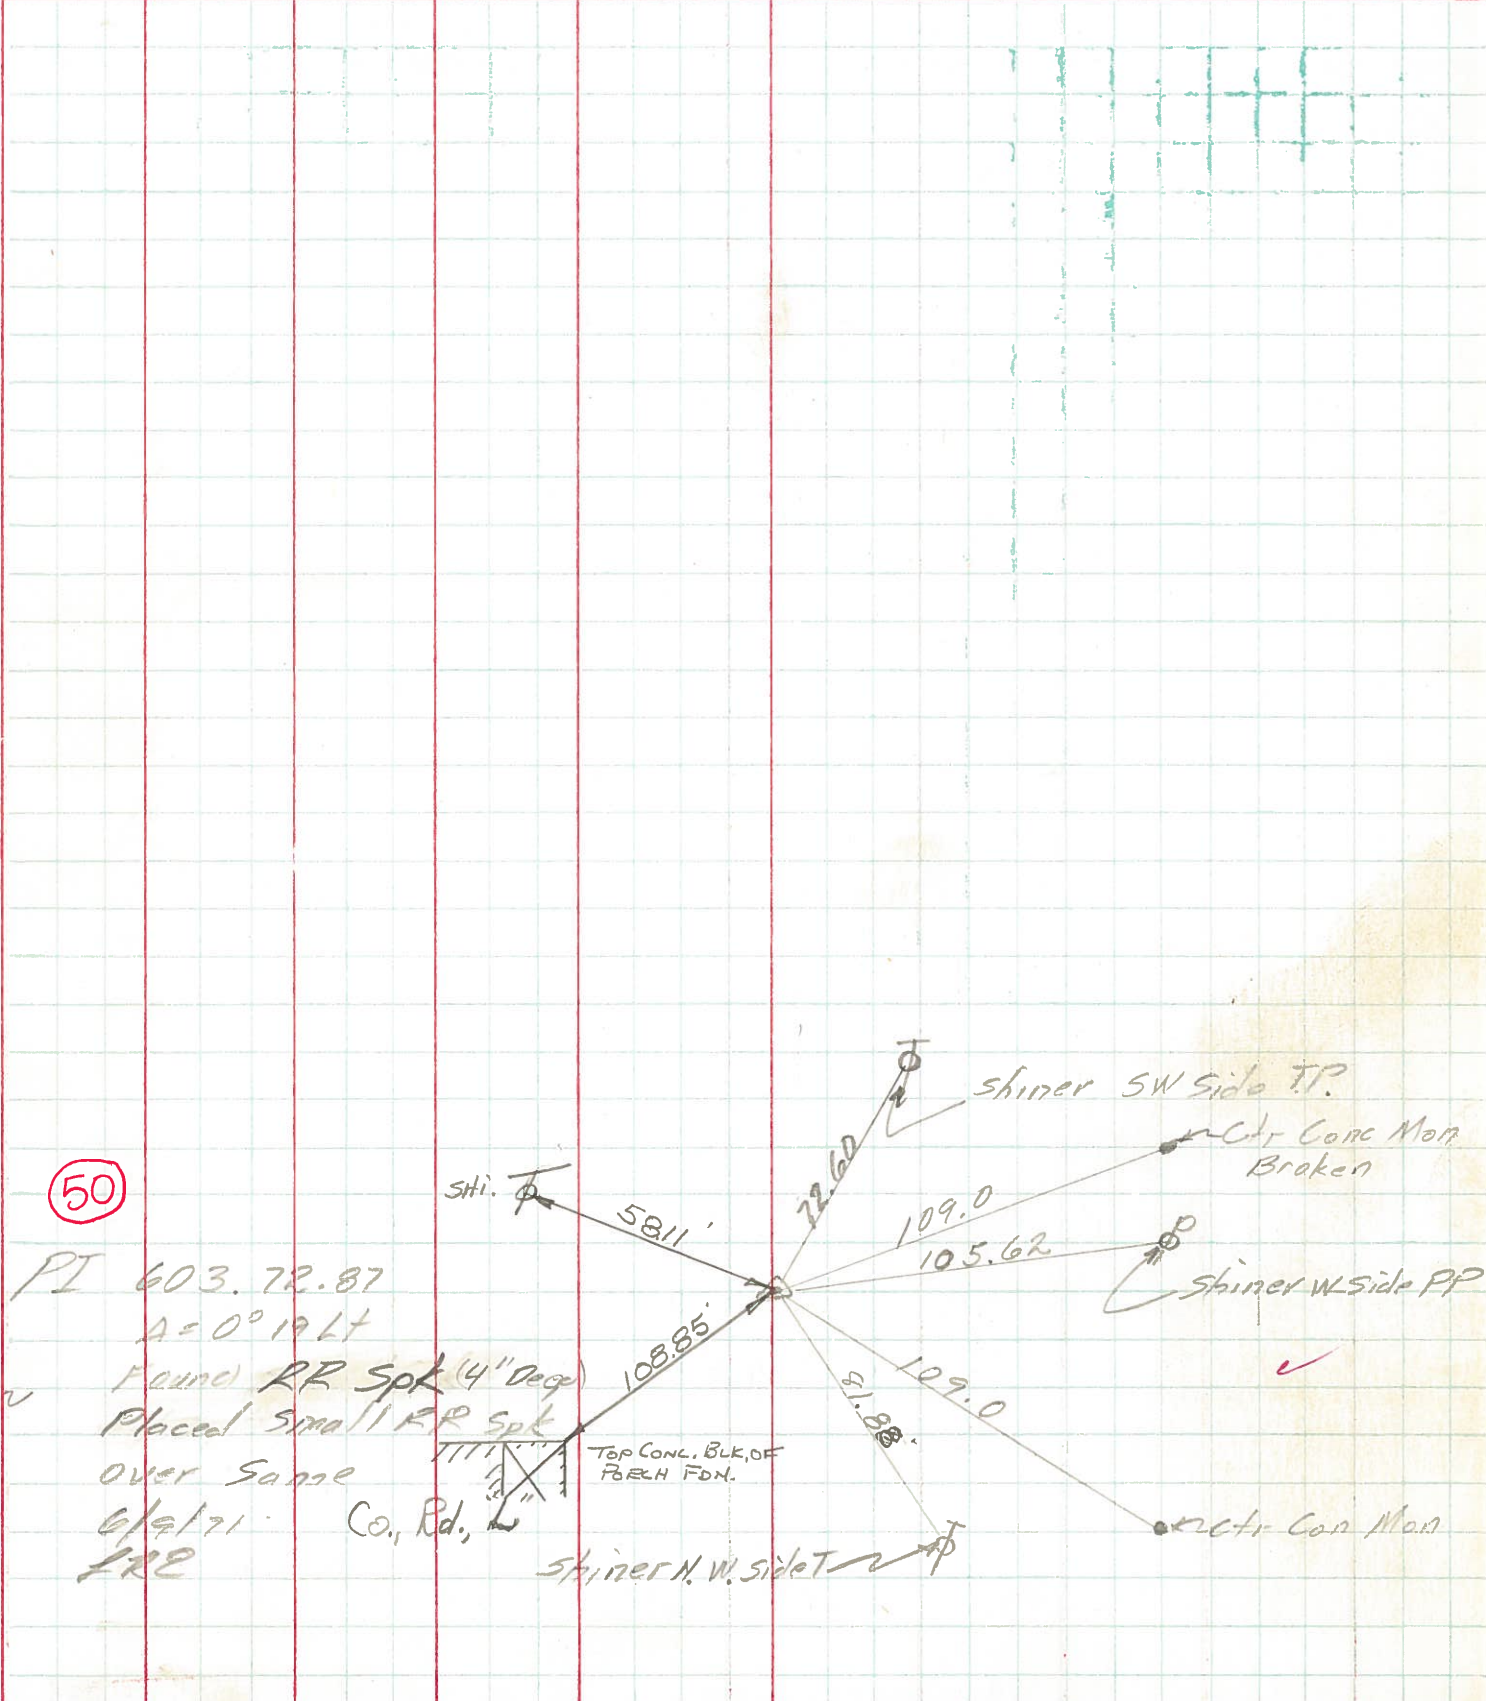 shiner SW Side T.P.
Ctr Conc Mon
Broken
72.60
109.0
105.62
shiner W. Side PP
SHI.
58.11'
50
PI 603.72.87
Δ = 0° 19 Lt
Found RR Spk (4" Deep)
Placed Small RR Spk
over Same
6/9/71
108.85'
TOP CONC. BLK, OF
PORCH FDN.
Co., Rd.,
109.0
81.88
Ctr Con Mon
shiner N. W. Side T